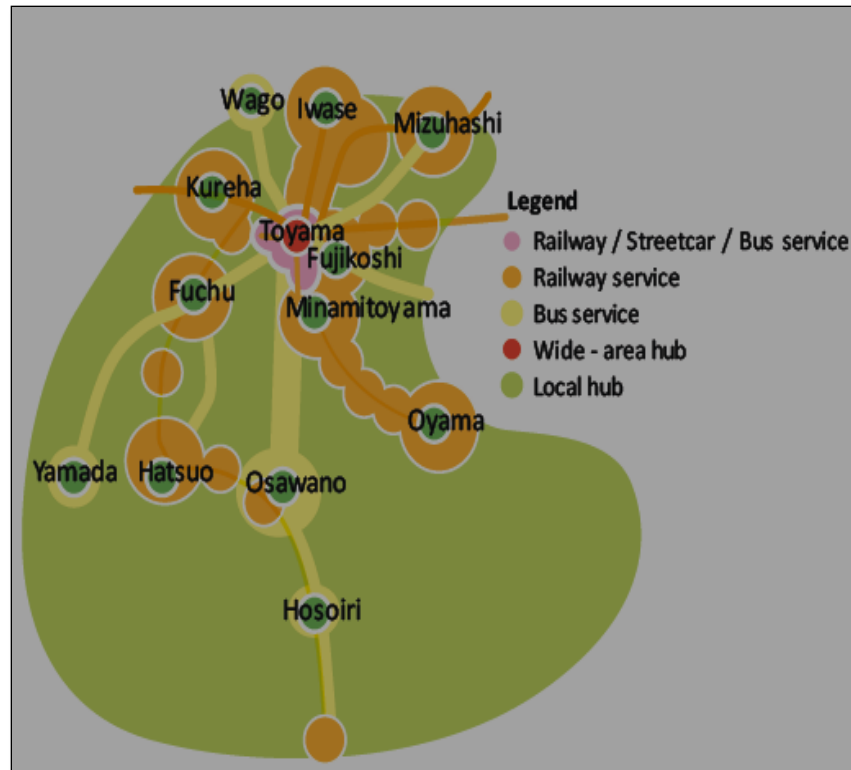 Wago
Iwase
Mizuhashi
Kureha
Toyama
Fujikoshi
Fuchu
Minamitoyama
Oyama
Yamada
Hatsuo
Osawano
Hosoiri
Legend
Railway / Streetcar / Bus service
Railway service
Bus service
Wide - area hub
Local hub